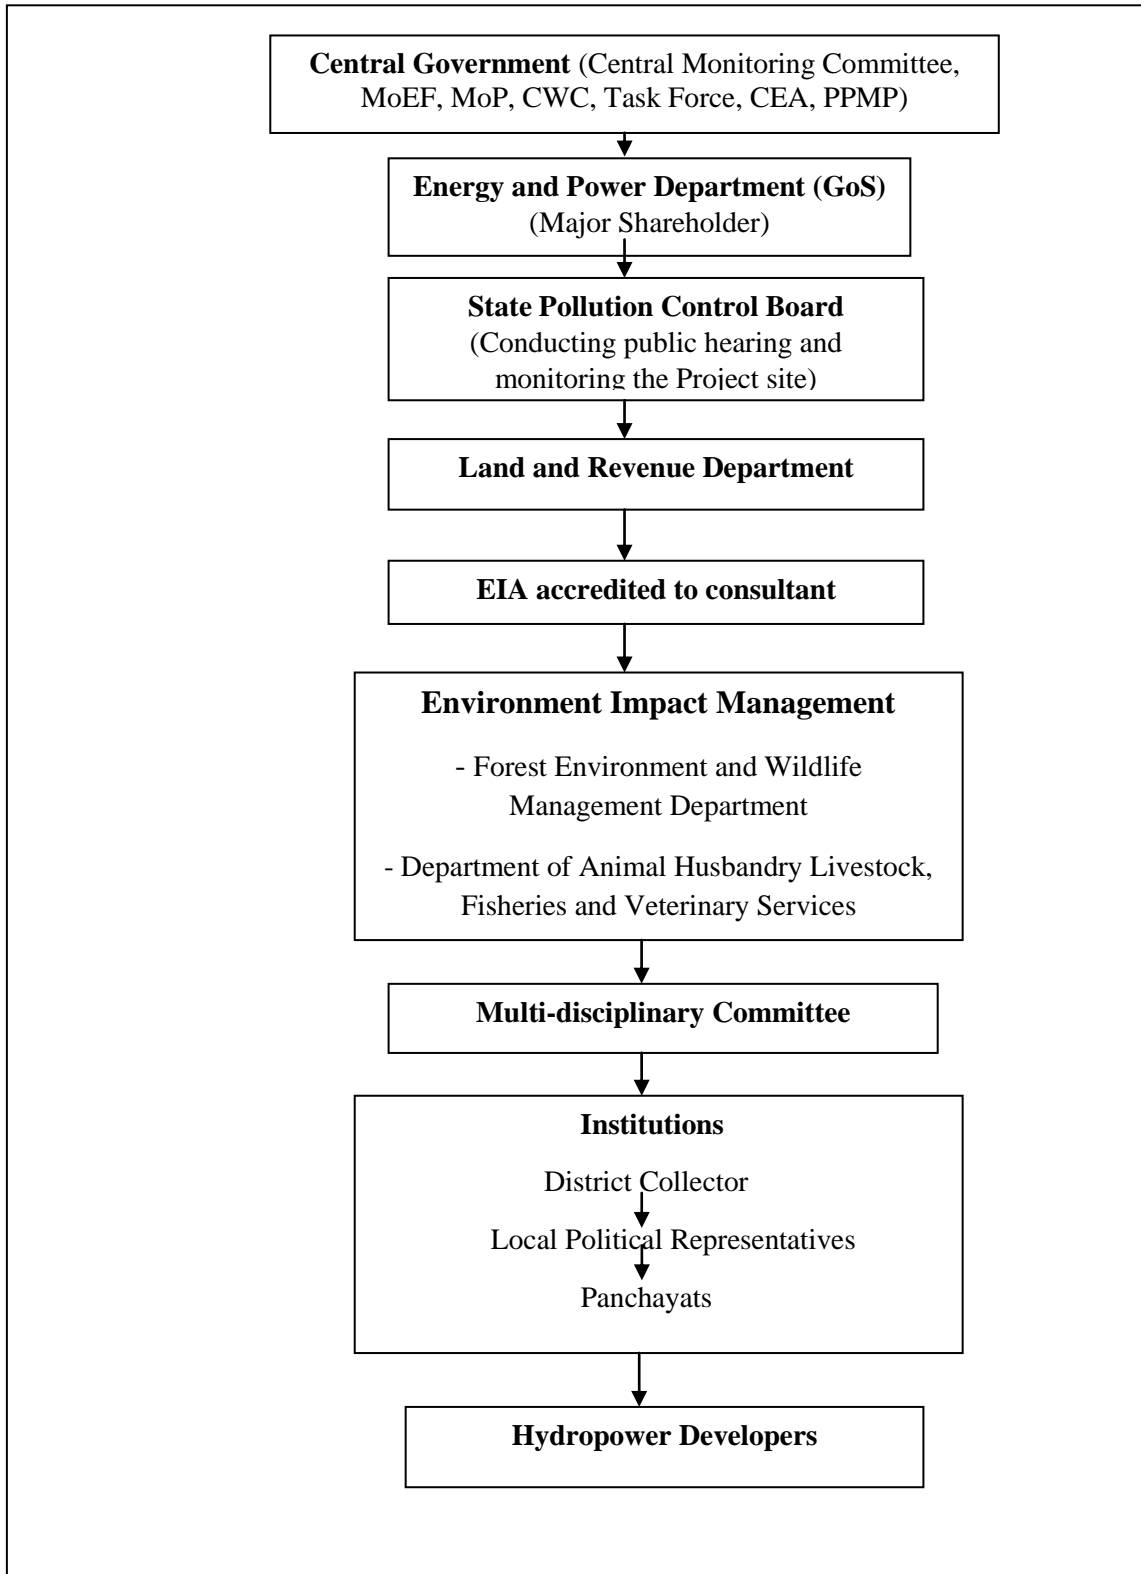 Central Government (Central Monitoring Committee,
MoEF, MoP, CWC, Task Force, CEA, PPMP)
Energy and Power Department (GoS)
(Major Shareholder)
State Pollution Control Board
(Conducting public hearing and
monitoring the Project site)
Land and Revenue Department
EIA accredited to consultant
Environment Impact Management
- Forest Environment and Wildlife
Management Department
- Department of Animal Husbandry Livestock,
Fisheries and Veterinary Services
Multi-disciplinary Committee
Institutions
District Collector
Local Political Representatives
Panchayats
Hydropower Developers